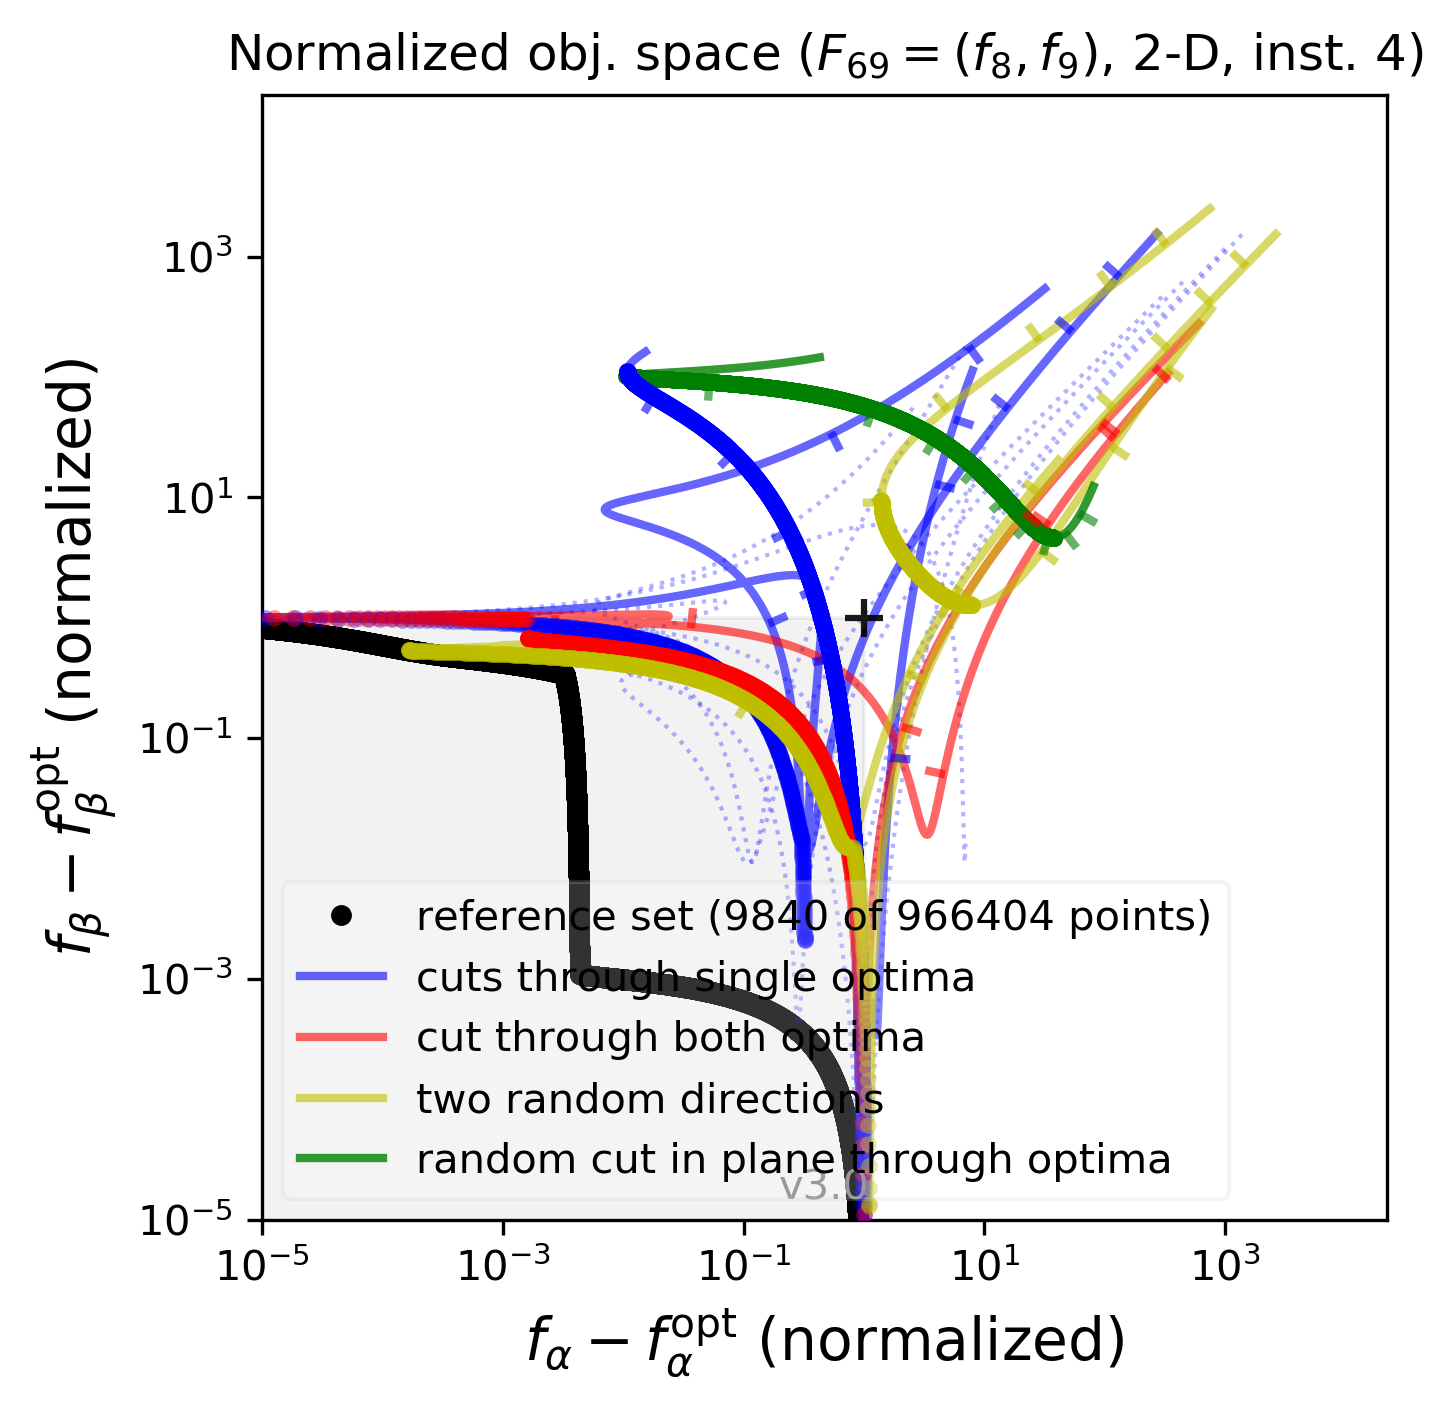 Normalized obj. space (F₆₉ = (f₈, f₉), 2-D, inst. 4)
f_β − f_β^opt (normalized)
10³
10¹
10⁻¹
10⁻³
10⁻⁵
reference set (9840 of 966404 points)
cuts through single optima
cut through both optima
two random directions
random cut in plane through optima
v3.0
10⁻⁵ 10⁻³ 10⁻¹ 10¹ 10³
f_α − f_α^opt (normalized)